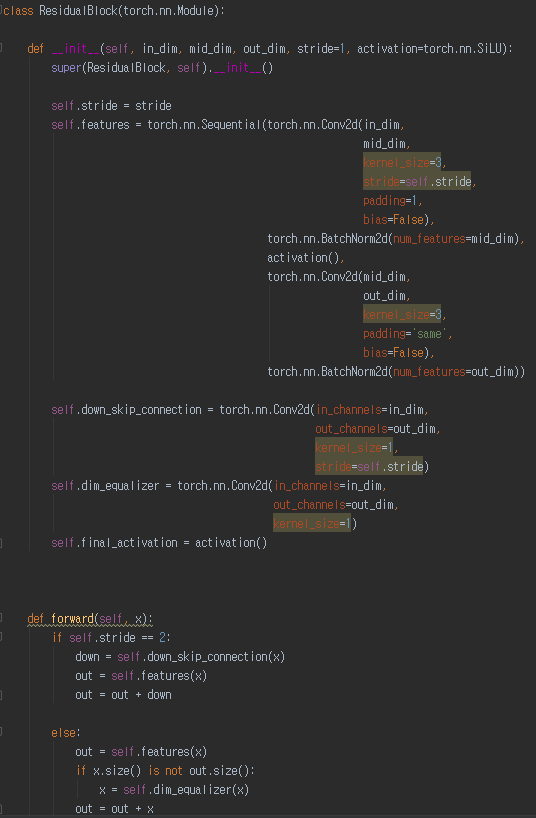 class ResidualBlock(torch.nn.Module):
def __init__(self, in_dim, mid_dim, out_dim, stride=1, activation=torch.nn.SiLU):
super(ResidualBlock, self).__init__()
self.stride = stride
self.features = torch.nn.Sequential(torch.nn.Conv2d(in_dim,
mid_dim,
kernel_size=3,
stride=self.stride,
padding=1,
bias=False),
torch.nn.BatchNorm2d(num_features=mid_dim),
activation(),
torch.nn.Conv2d(mid_dim,
out_dim,
kernel_size=3,
padding='same',
bias=False),
torch.nn.BatchNorm2d(num_features=out_dim))
self.down_skip_connection = torch.nn.Conv2d(in_channels=in_dim,
out_channels=out_dim,
kernel_size=1,
stride=self.stride)
self.dim_equalizer = torch.nn.Conv2d(in_channels=in_dim,
out_channels=out_dim,
kernel_size=1)
self.final_activation = activation()
def forward(self, x):
if self.stride == 2:
down = self.down_skip_connection(x)
out = self.features(x)
out = out + down
else:
out = self.features(x)
if x.size() is not out.size():
x = self.dim_equalizer(x)
out = out + x